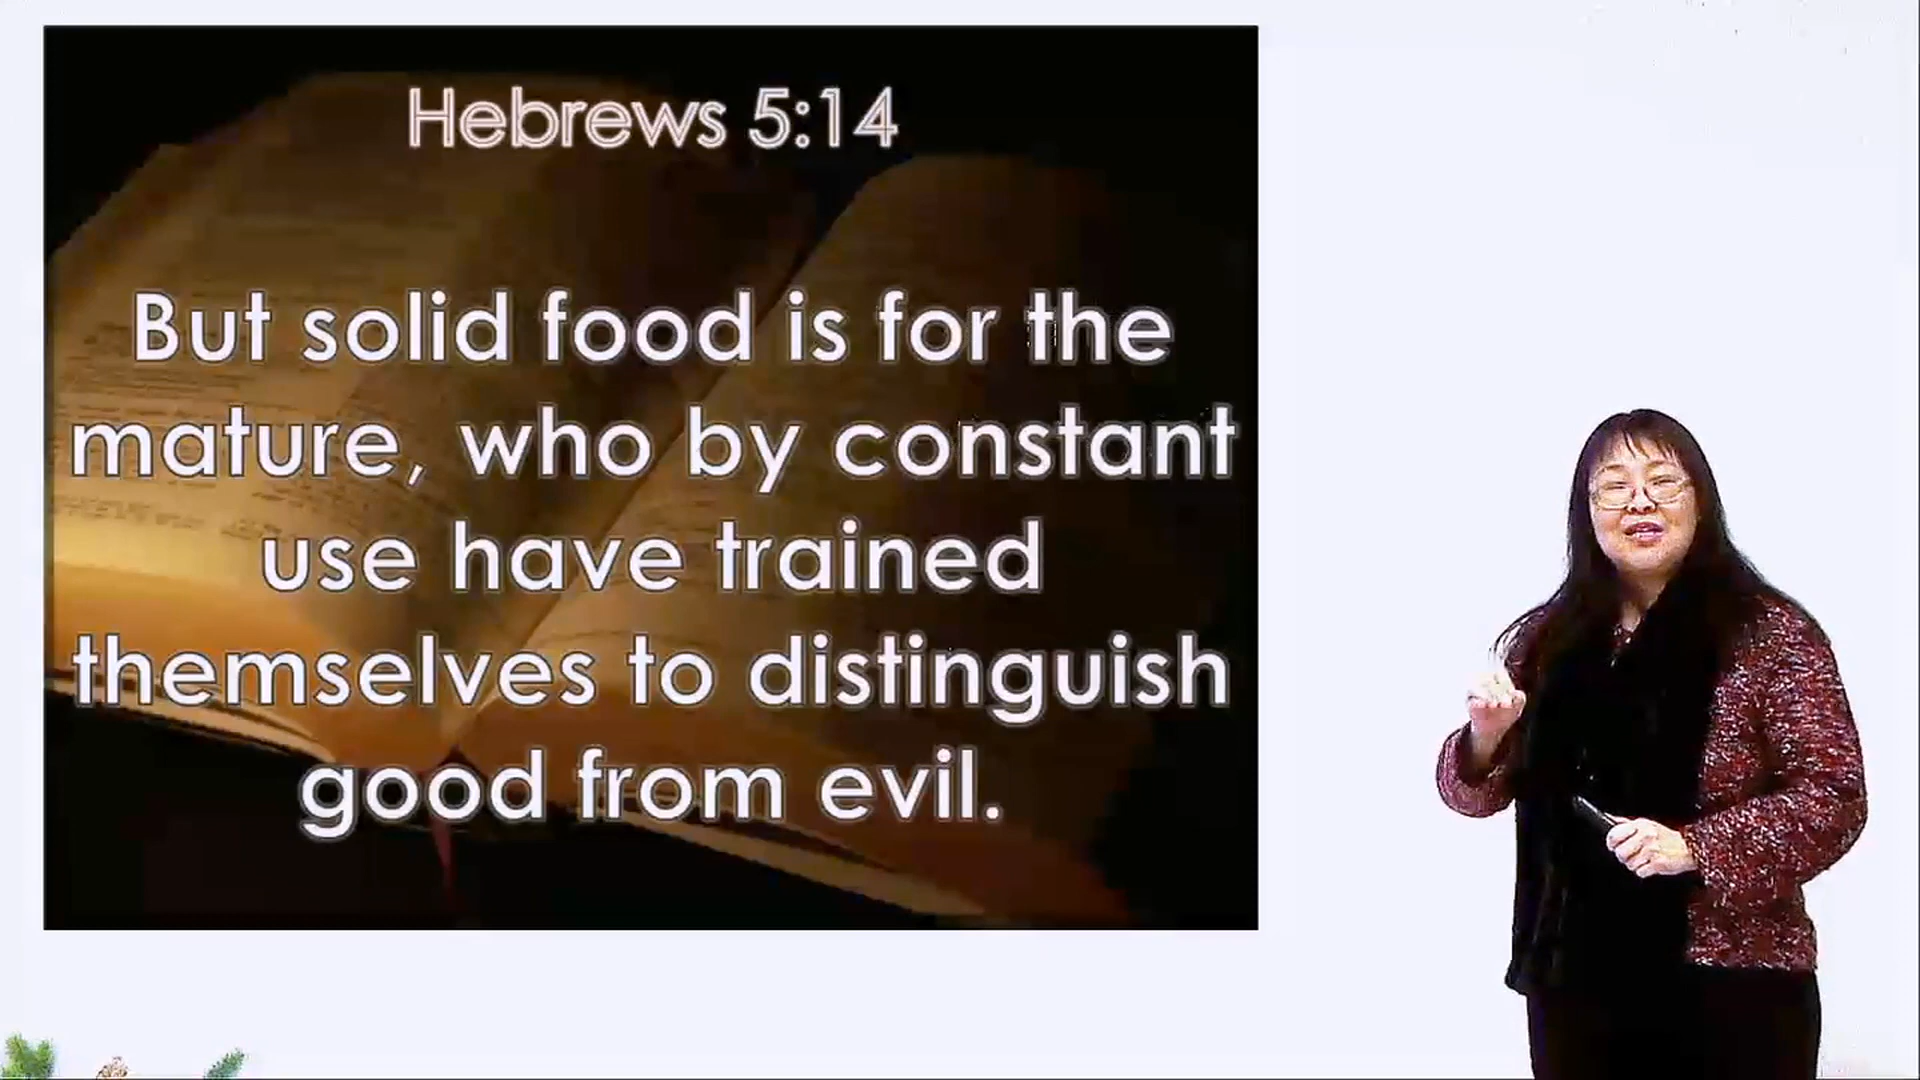 Hebrews 5:14
But solid food is for the
mature, who by constant
use have trained
themselves to distinguish
good from evil.